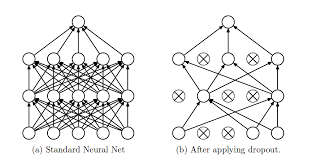 (a) Standard Neural Net
(b) After applying dropout.